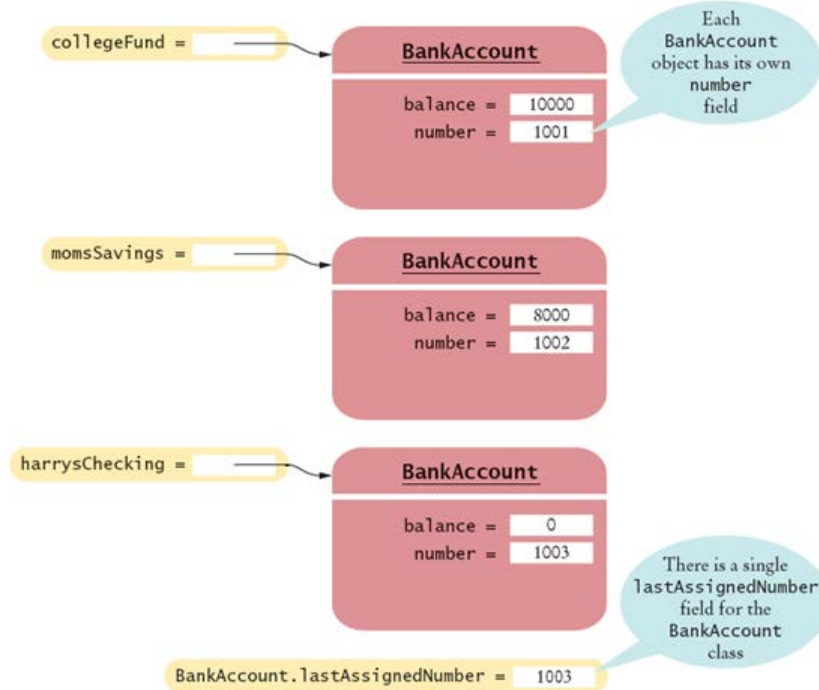 collegeFund =
BankAccount
balance = 10000
number = 1001
Each
BankAccount
object has its own
number
field
momsSavings =
BankAccount
balance = 8000
number = 1002
harrysChecking =
BankAccount
balance = 0
number = 1003
There is a single
lastAssignedNumber
field for the
BankAccount
class
BankAccount.lastAssignedNumber = 1003